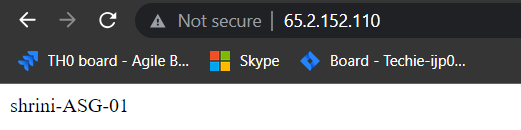 Not secure | 65.2.152.110
TH0 board - Agile B... Skype Board - Techie-ijp0...
shrini-ASG-01